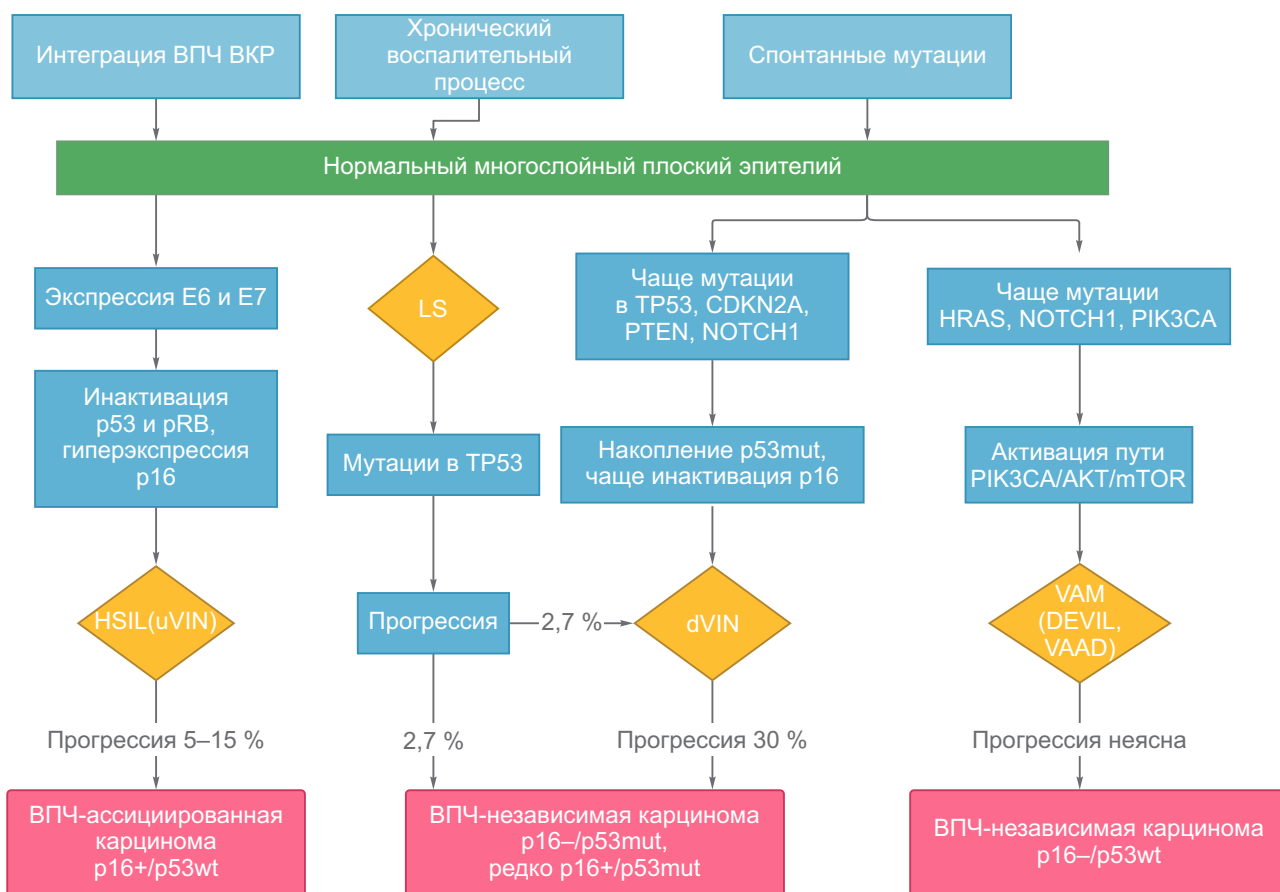 Интеграция ВПЧ ВКР
Хронический
воспалительный
процесс
Спонтанные мутации
Нормальный многослойный плоский эпителий
Экспрессия E6 и E7
LS
Чаще мутации
в TP53, CDKN2A,
PTEN, NOTCH1
Чаще мутации
HRAS, NOTCH1, PIK3CA
Инактивация
p53 и pRB,
гиперэкспрессия
p16
Мутации в TP53
Накопление p53mut,
чаще инактивация p16
Активация пути
PIK3CA/AKT/mTOR
HSIL(uVIN)
Прогрессия
2,7 %
dVIN
VAM
(DEVIL,
VAAD)
Прогрессия 5–15 %
2,7 %
Прогрессия 30 %
Прогрессия неясна
ВПЧ-ассициированная
карцинома
p16+/p53wt
ВПЧ-независимая карцинома
p16–/p53mut,
редко p16+/p53mut
ВПЧ-независимая карцинома
p16–/p53wt